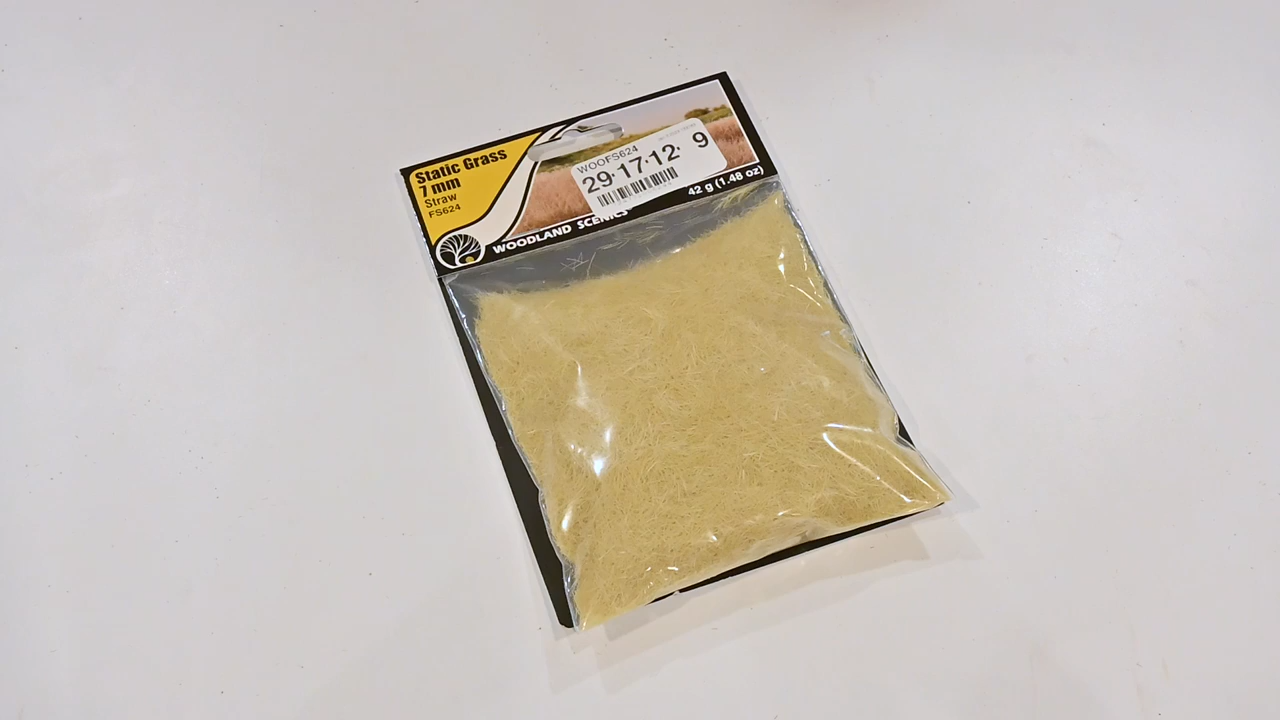 Static Grass
7 mm
Straw
FS624
WOOFS624
29·17·12· 9
42 g (1.48 oz)
WOODLAND SCENICS